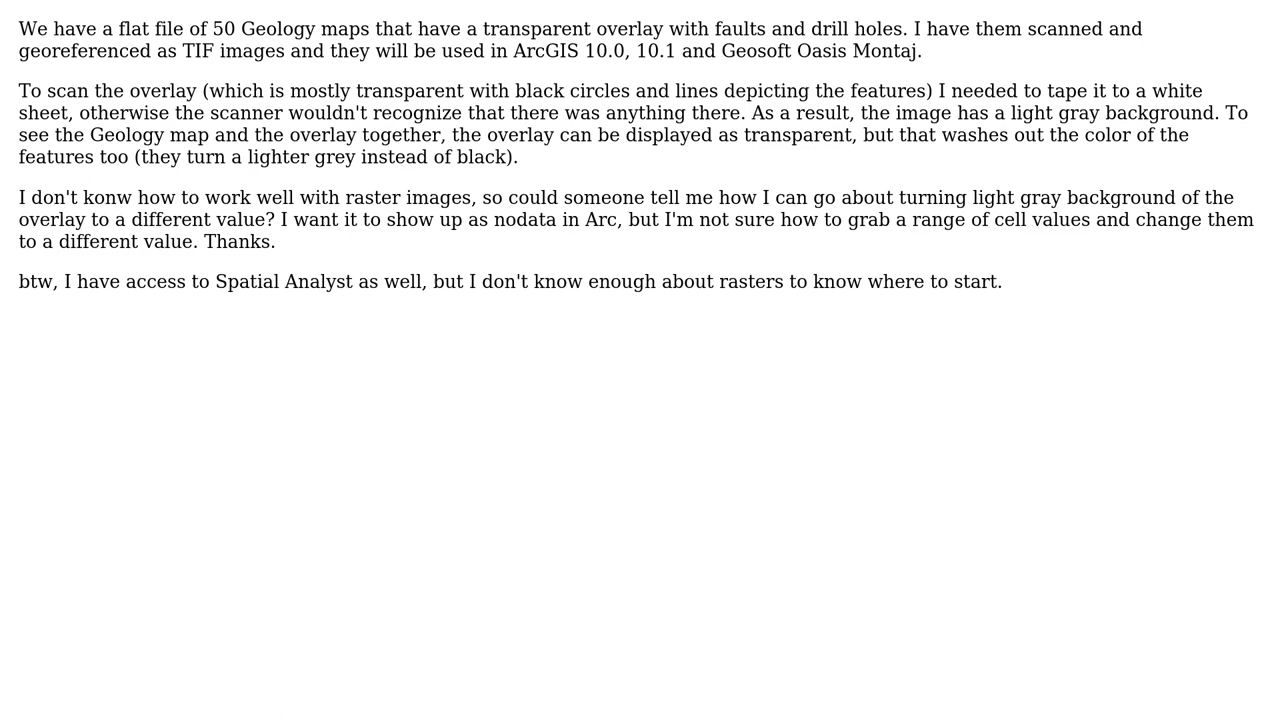 We have a flat file of 50 Geology maps that have a transparent overlay with faults and drill holes. I have them scanned and
georeferenced as TIF images and they will be used in ArcGIS 10.0, 10.1 and Geosoft Oasis Montaj.
To scan the overlay (which is mostly transparent with black circles and lines depicting the features) I needed to tape it to a white
sheet, otherwise the scanner wouldn't recognize that there was anything there. As a result, the image has a light gray background. To
see the Geology map and the overlay together, the overlay can be displayed as transparent, but that washes out the color of the
features too (they turn a lighter grey instead of black).
I don't konw how to work well with raster images, so could someone tell me how I can go about turning light gray background of the
overlay to a different value? I want it to show up as nodata in Arc, but I'm not sure how to grab a range of cell values and change them
to a different value. Thanks.
btw, I have access to Spatial Analyst as well, but I don't know enough about rasters to know where to start.